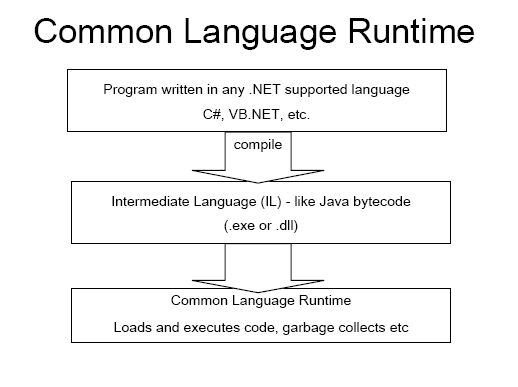 Common Language Runtime
Program written in any .NET supported language
C#, VB.NET, etc.
compile
Intermediate Language (IL) - like Java bytecode
(.exe or .dll)
Common Language Runtime
Loads and executes code, garbage collects etc